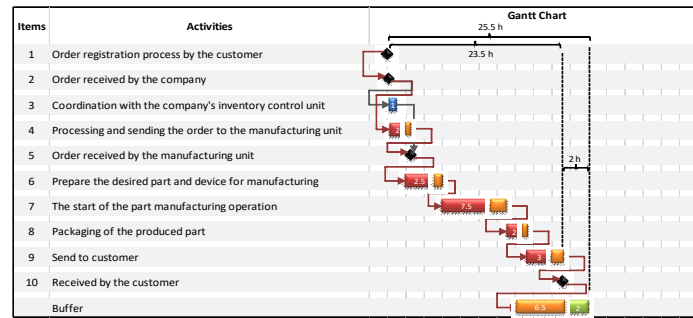 Gantt Chart
Items Activities
25.5 h
23.5 h
1 Order registration process by the customer
2 Order received by the company
3 Coordination with the company's inventory control unit 1
4 Processing and sending the order to the manufacturing unit 2
5 Order received by the manufacturing unit
2 h
6 Prepare the desired part and device for manufacturing 2.5
7 The start of the part manufacturing operation 7.5
8 Packaging of the produced part 2
9 Send to customer 3
10 Received by the customer
Buffer 6.5 2